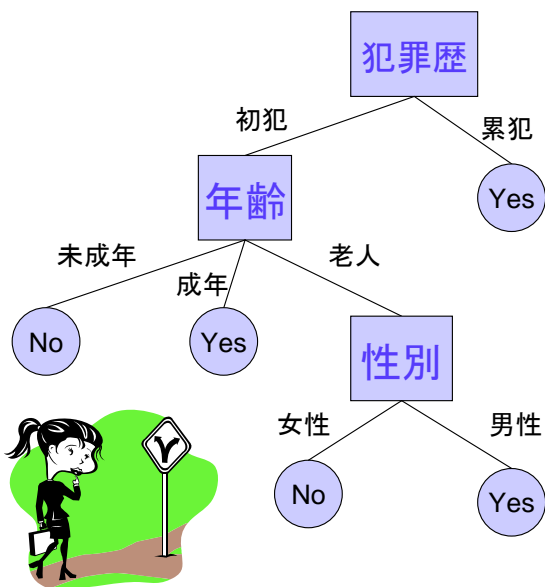 犯罪歴
初犯
累犯
年齢
Yes
未成年
成年
老人
No
Yes
性別
女性
男性
No
Yes